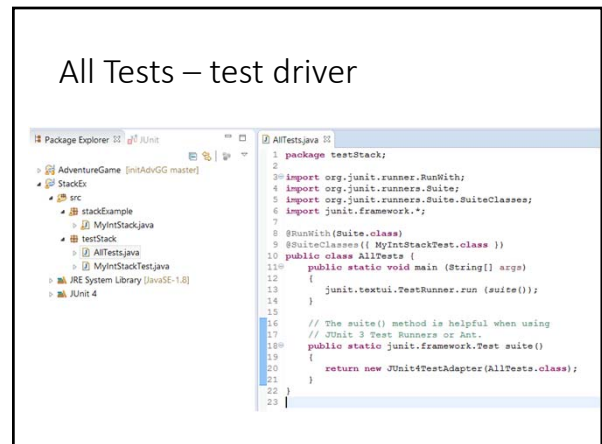 All Tests – test driver
Package Explorer JUnit
AdventureGame [initAdvGG master]
StackEx
src
stackExample
MyIntStack.java
testStack
AllTests.java
MyIntStackTest.java
JRE System Library [JavaSE-1.8]
JUnit 4
AllTests.java
1 package testStack;
2
3 import org.junit.runner.RunWith;
4 import org.junit.runners.Suite;
5 import org.junit.runners.Suite.SuiteClasses;
6 import junit.framework.*;
7
8 @RunWith(Suite.class)
9 @SuiteClasses({ MyIntStackTest.class })
10 public class AllTests {
11 public static void main (String[] args)
12 {
13 junit.textui.TestRunner.run (suite());
14 }
15
16 // The suite() method is helpful when using
17 // JUnit 3 Test Runners or Ant.
18 public static junit.framework.Test suite()
19 {
20 return new JUnit4TestAdapter(AllTests.class);
21 }
22 }
23